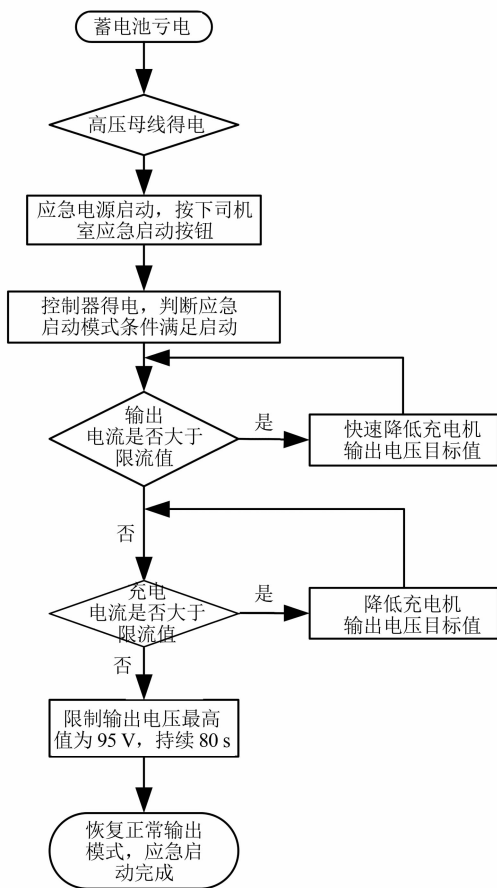 蓄电池亏电
高压母线得电
应急电源启动，按下司机
室应急启动按钮
控制器得电，判断应急
启动模式条件满足启动
输出
电流是否大于
限流值
是
快速降低充电机
输出电压目标值
否
充电
电流是否大于
限流值
是
降低充电机
输出电压目标值
否
限制输出电压最高
值为 95 V，持续 80 s
恢复正常输出
模式，应急启
动完成